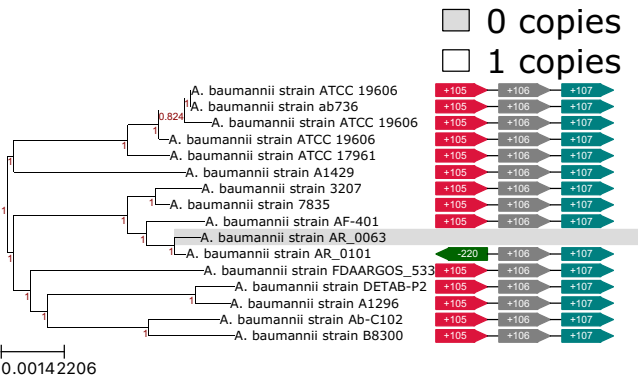 0 copies
1 copies
A. baumannii strain ATCC 19606 +105 +106 +107
1 A. baumannii strain ab736 +105 +106 +107
0.824 A. baumannii strain ATCC 19606 +105 +106 +107
1 A. baumannii strain ATCC 19606 +105 +106 +107
1 A. baumannii strain ATCC 17961 +105 +106 +107
1 A. baumannii strain A1429 +105 +106 +107
A. baumannii strain 3207 +105 +106 +107
1 1 A. baumannii strain 7835 +105 +106 +107
A. baumannii strain AF-401 +105 +106 +107
1 1 A. baumannii strain AR_0063
1 1 A. baumannii strain AR_0101 -220 +106 +107
A. baumannii strain FDAARGOS_533 +105 +106 +107
A. baumannii strain DETAB-P2 +105 +106 +107
1 1 A. baumannii strain A1296 +105 +106 +107
1 A. baumannii strain Ab-C102 +105 +106 +107
1 A. baumannii strain B8300 +105 +106 +107
0.00142206